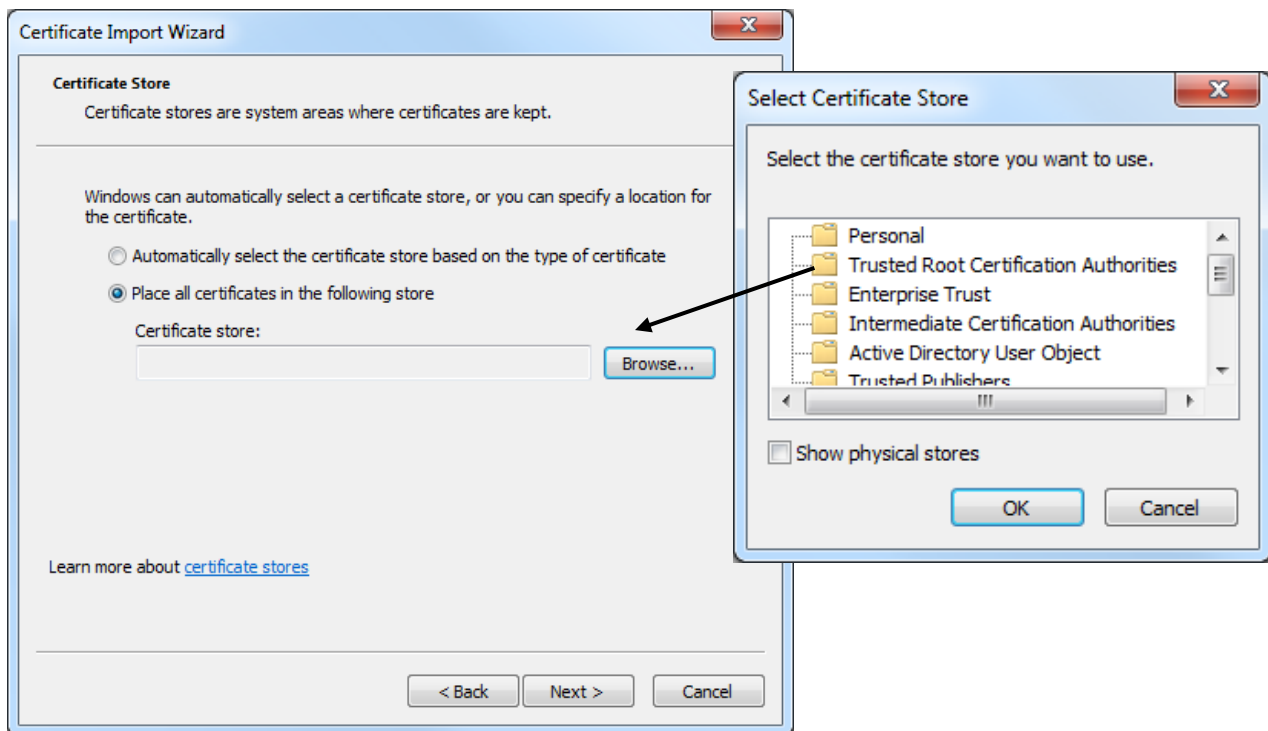 Certificate Import Wizard
Certificate Store
Certificate stores are system areas where certificates are kept.
Windows can automatically select a certificate store, or you can specify a location for
the certificate.
Automatically select the certificate store based on the type of certificate
Place all certificates in the following store
Certificate store:
Browse...
Learn more about certificate stores
< Back
Next >
Cancel
Select Certificate Store
Select the certificate store you want to use.
Personal
Trusted Root Certification Authorities
Enterprise Trust
Intermediate Certification Authorities
Active Directory User Object
Trusted Publishers
Show physical stores
OK
Cancel